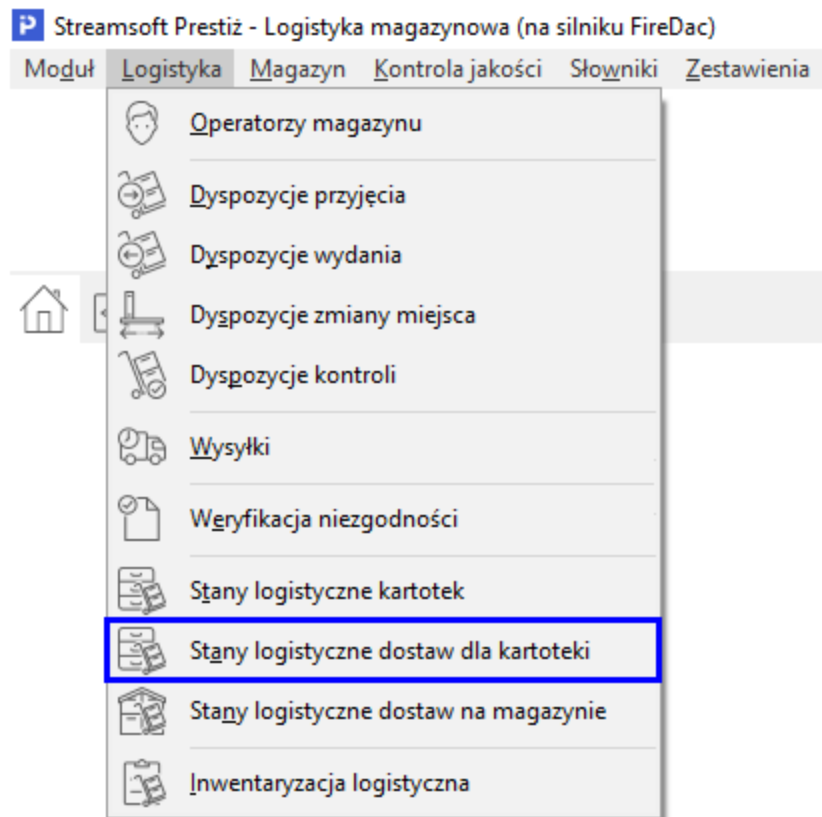 Streamsoft Prestiż - Logistyka magazynowa (na silniku FireDac)
Moduł Logistyka Magazyn Kontrola jakości Słowniki Zestawienia
Operatorzy magazynu
Dyspozycje przyjęcia
Dyspozycje wydania
Dyspozycje zmiany miejsca
Dyspozycje kontroli
Wysyłki
Weryfikacja niezgodności
Stany logistyczne kartotek
Stany logistyczne dostaw dla kartoteki
Stany logistyczne dostaw na magazynie
Inwentaryzacja logistyczna